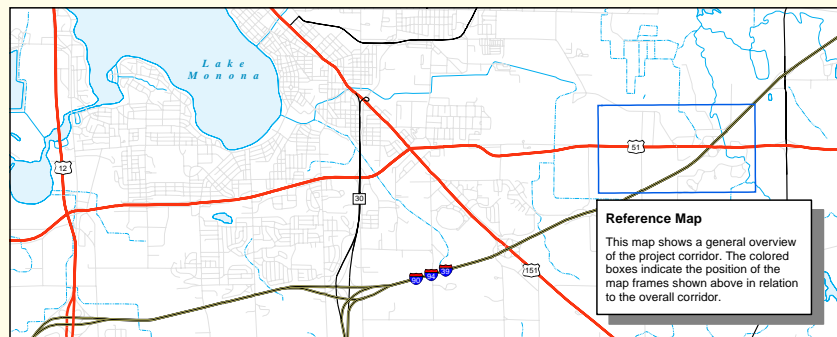 Lake
Monona
51
12
30
90
94
39
151
Reference Map
This map shows a general overview
of the project corridor. The colored
boxes indicate the position of the
map frames shown above in relation
to the overall corridor.